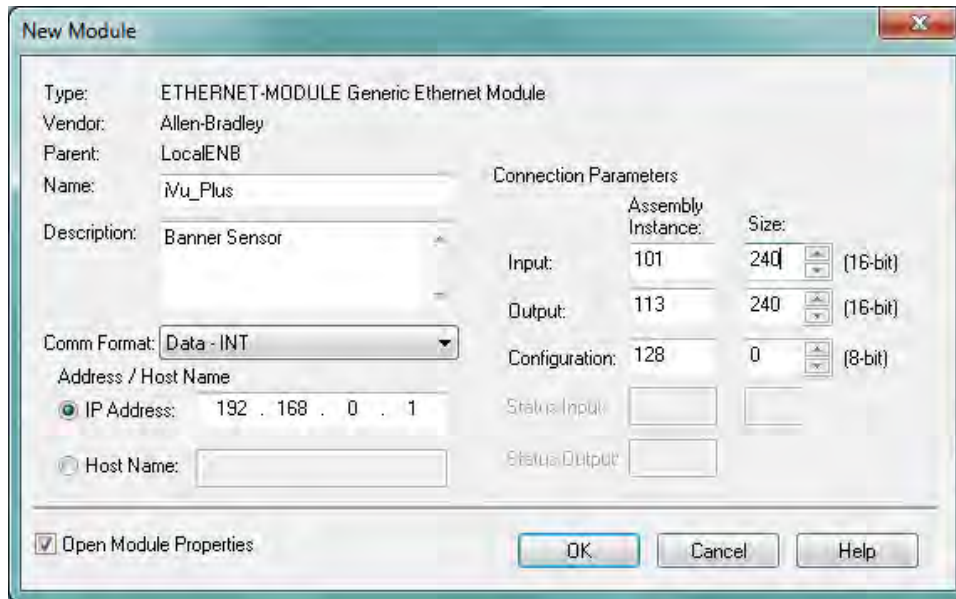 New Module
Type: ETHERNET-MODULE Generic Ethernet Module
Vendor: Allen-Bradley
Parent: LocalENB
Name: iVu_Plus
Description: Banner Sensor
Comm Format: Data - INT
Address / Host Name
IP Address: 192 . 168 . 0 . 1
Host Name:
Connection Parameters
Assembly Instance: Size:
Input: 101 240 (16-bit)
Output: 113 240 (16-bit)
Configuration: 128 0 (8-bit)
Status Input:
Status Output:
Open Module Properties
OK Cancel Help